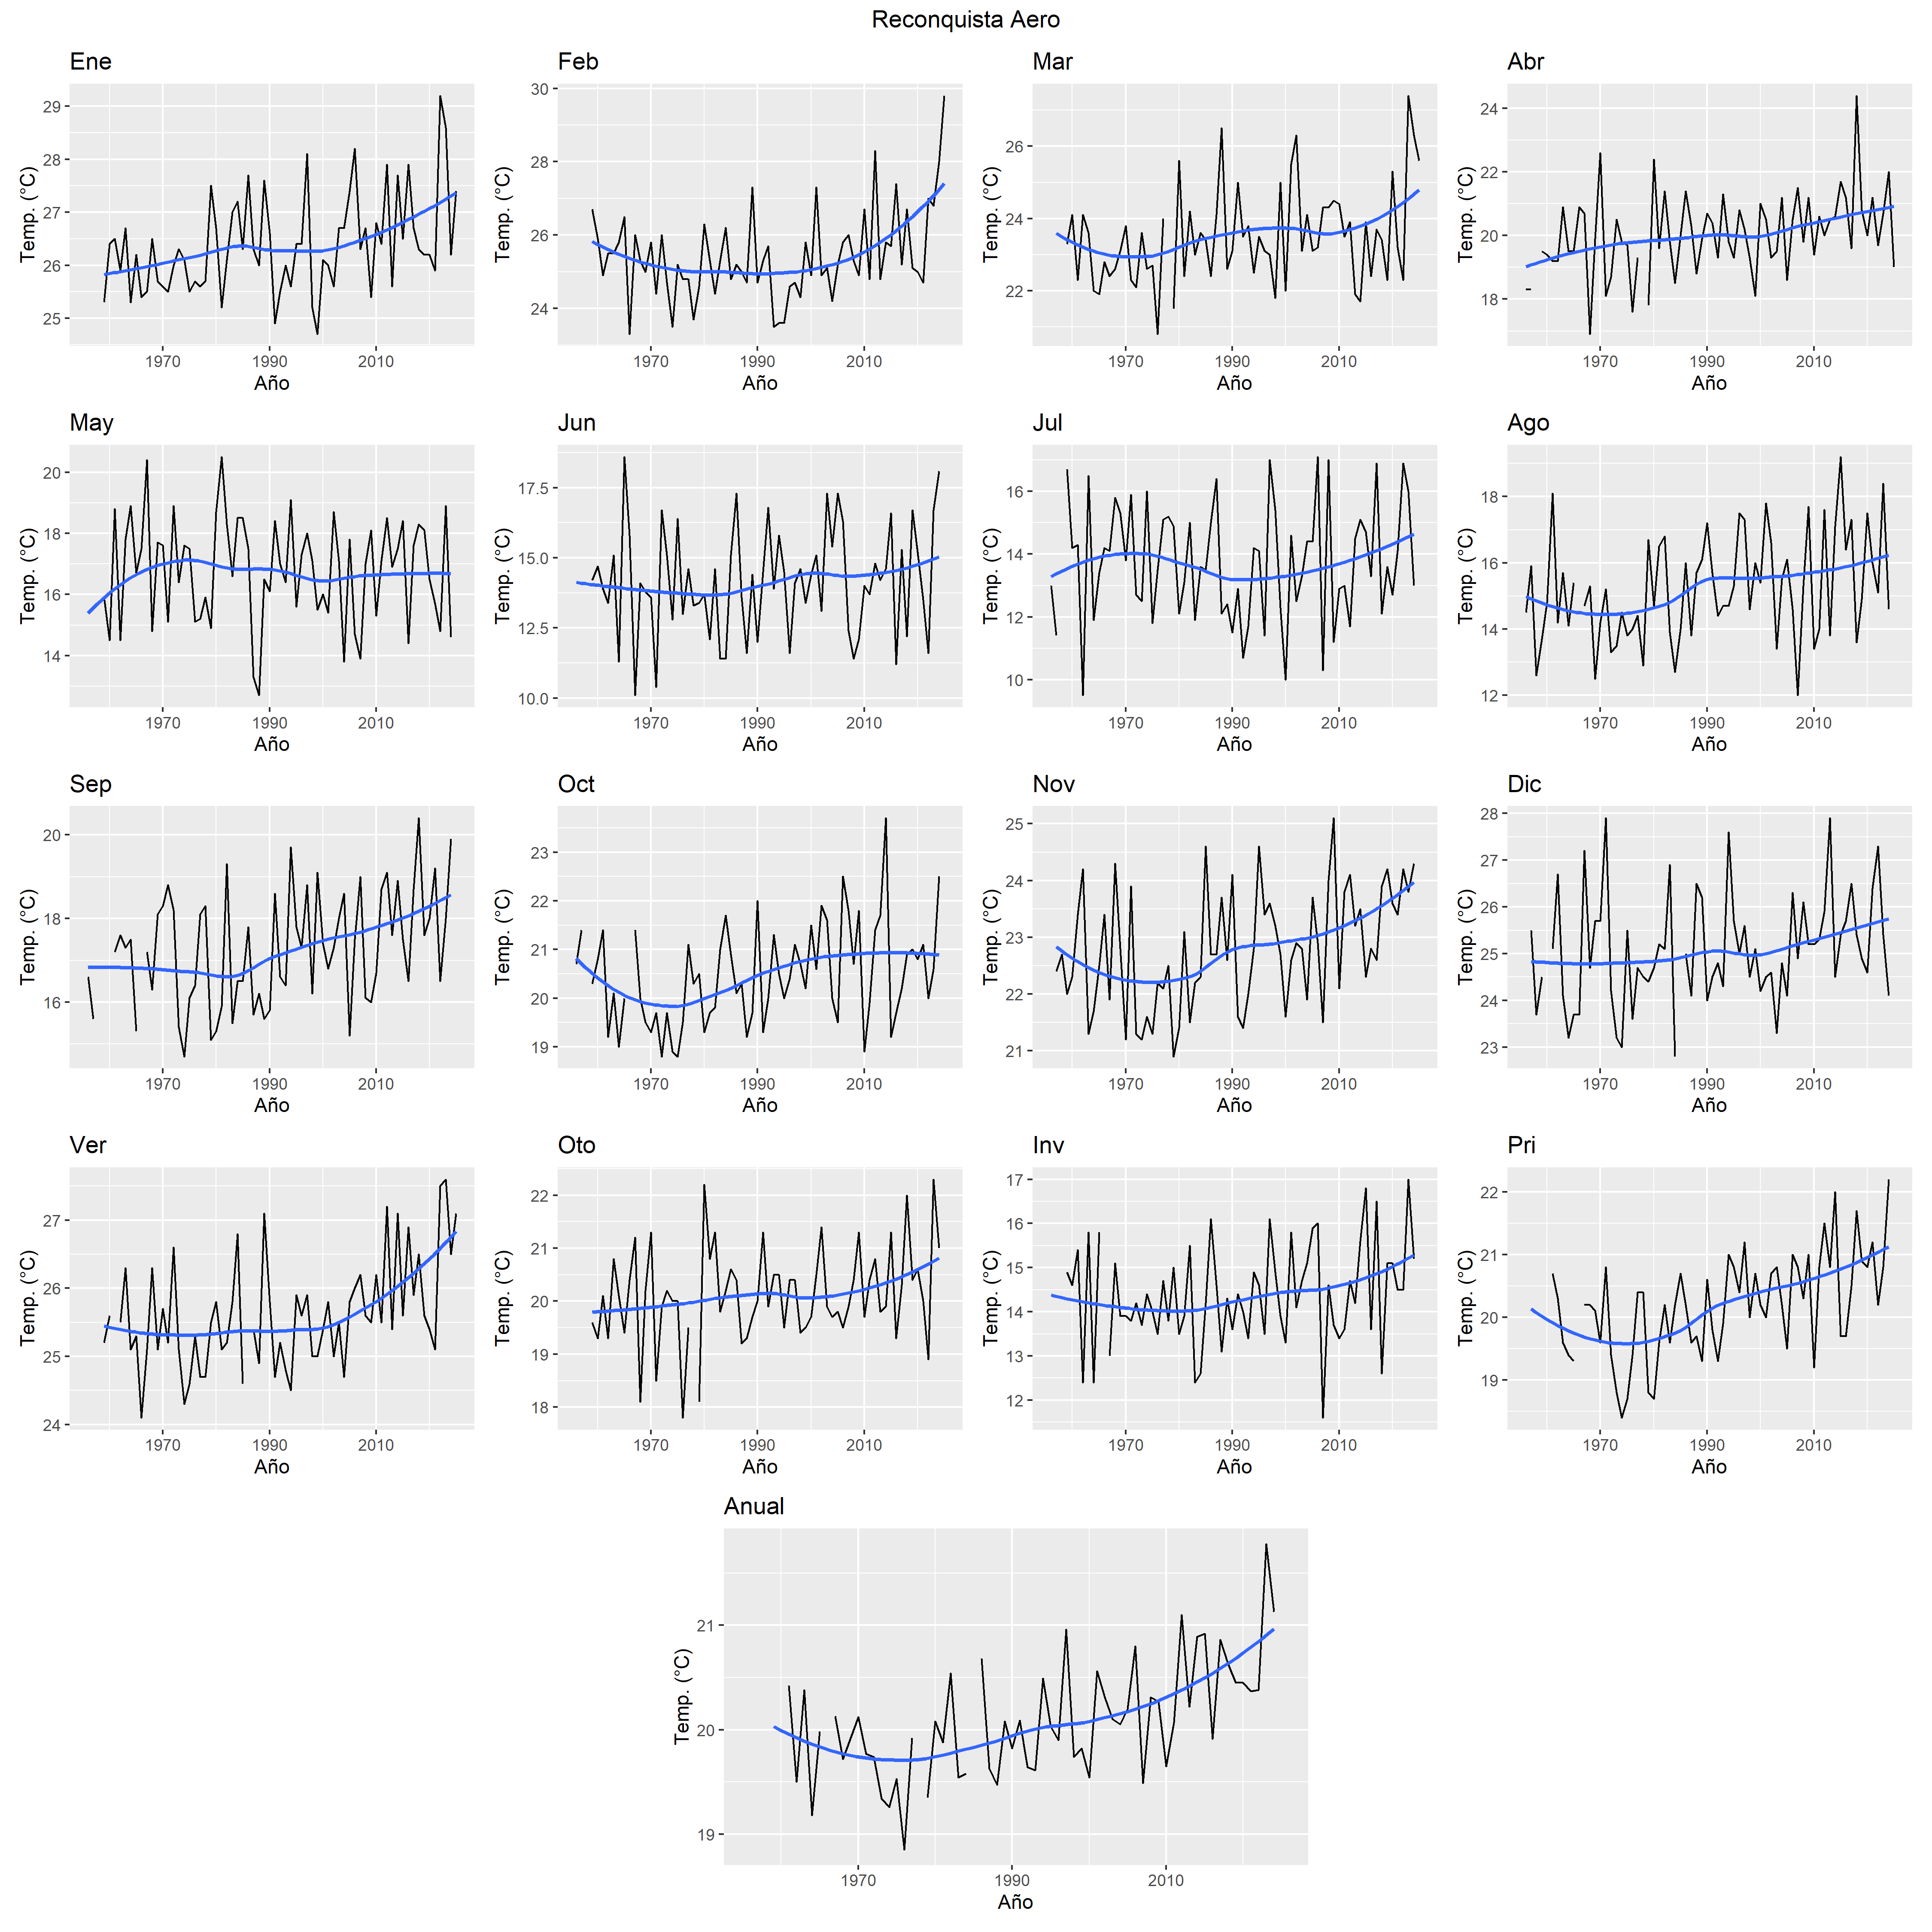 Reconquista Aero
Ene Feb Mar Abr
29 28 27 26 25
Temp. (°C)
1970 1990 2010
Año
30 28 26 24
Temp. (°C)
1970 1990 2010
Año
26 24 22
Temp. (°C)
1970 1990 2010
Año
24 22 20 18
Temp. (°C)
1970 1990 2010
Año
May Jun Jul Ago
20 18 16 14
Temp. (°C)
1970 1990 2010
Año
17.5 15.0 12.5 10.0
Temp. (°C)
1970 1990 2010
Año
16 14 12 10
Temp. (°C)
1970 1990 2010
Año
18 16 14 12
Temp. (°C)
1970 1990 2010
Año
Sep Oct Nov Dic
20 18 16
Temp. (°C)
1970 1990 2010
Año
23 22 21 20 19
Temp. (°C)
1970 1990 2010
Año
25 24 23 22 21
Temp. (°C)
1970 1990 2010
Año
28 27 26 25 24 23
Temp. (°C)
1970 1990 2010
Año
Ver Oto Inv Pri
27 26 25 24
Temp. (°C)
1970 1990 2010
Año
22 21 20 19 18
Temp. (°C)
1970 1990 2010
Año
17 16 15 14 13 12
Temp. (°C)
1970 1990 2010
Año
22 21 20 19
Temp. (°C)
1970 1990 2010
Año
Anual
21 20 19
Temp. (°C)
1970 1990 2010
Año